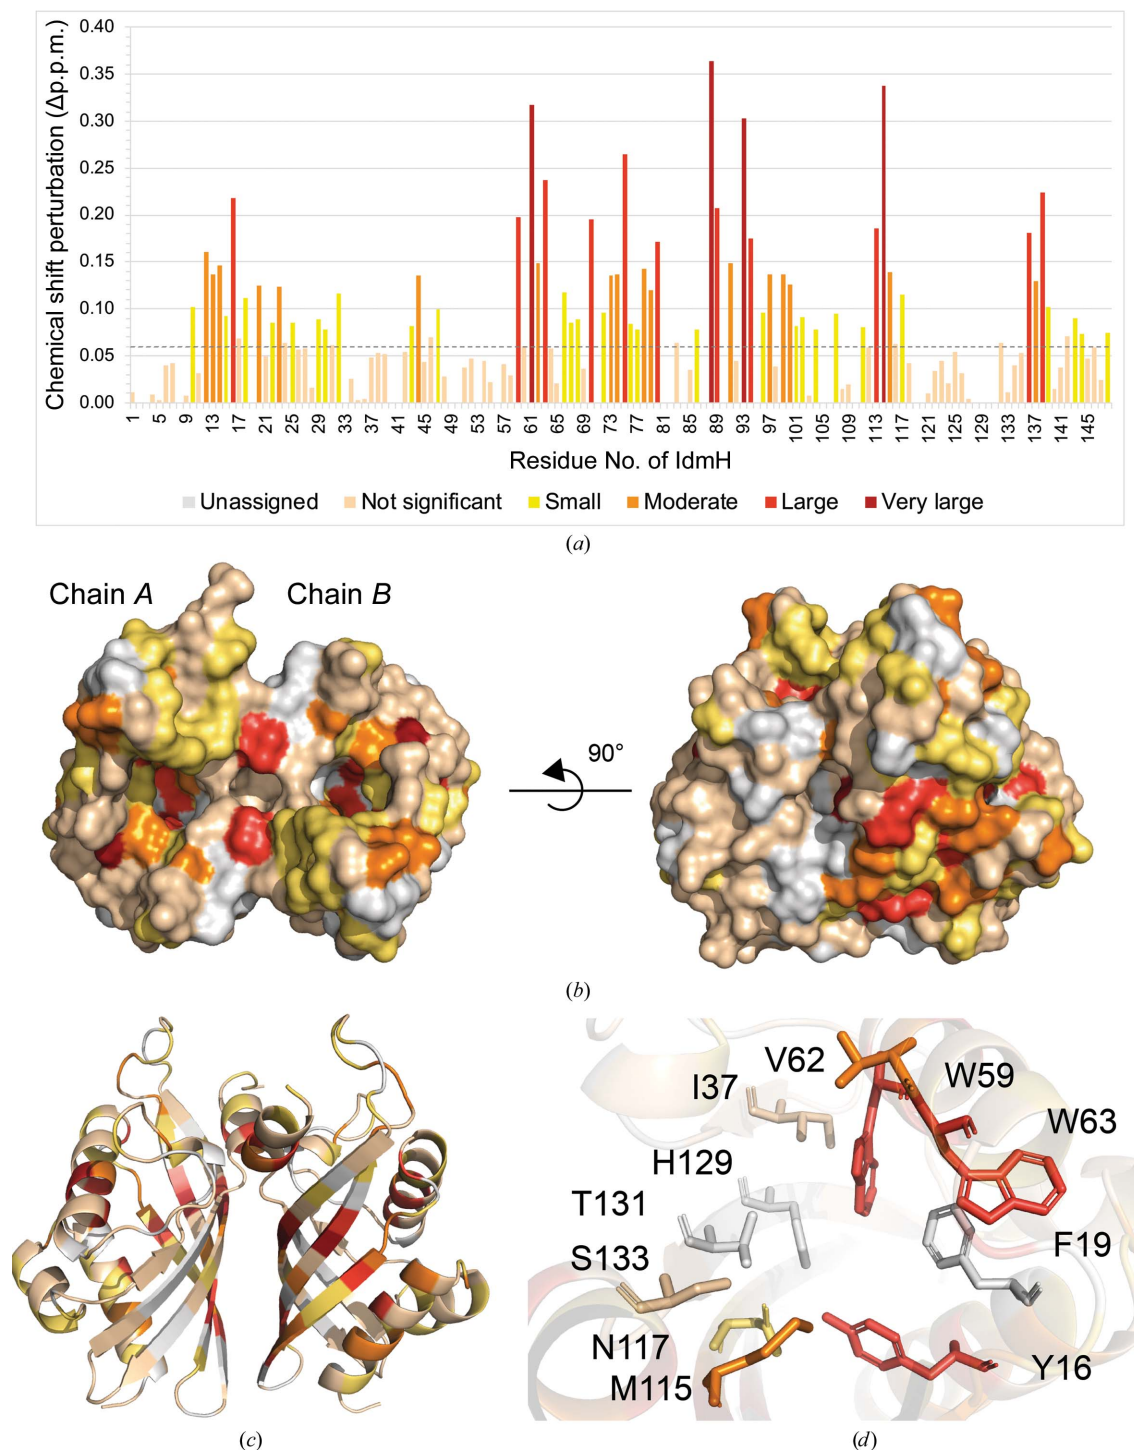 0.40
0.35
0.30
0.25
0.20
0.15
0.10
0.05
0.00
Chemical shift perturbation (Δp.p.m.)
1 5 9 13 17 21 25 29 33 37 41 45 49 53 57 61 65 69 73 77 81 85 89 93 97 101 105 109 113 117 121 125 129 133 137 141 145
Residue No. of IdmH
Unassigned Not significant Small Moderate Large Very large
(a)
Chain A Chain B
90°
(b)
V62
W59
I37
W63
H129
T131
F19
S133
N117
Y16
M115
(c) (d)